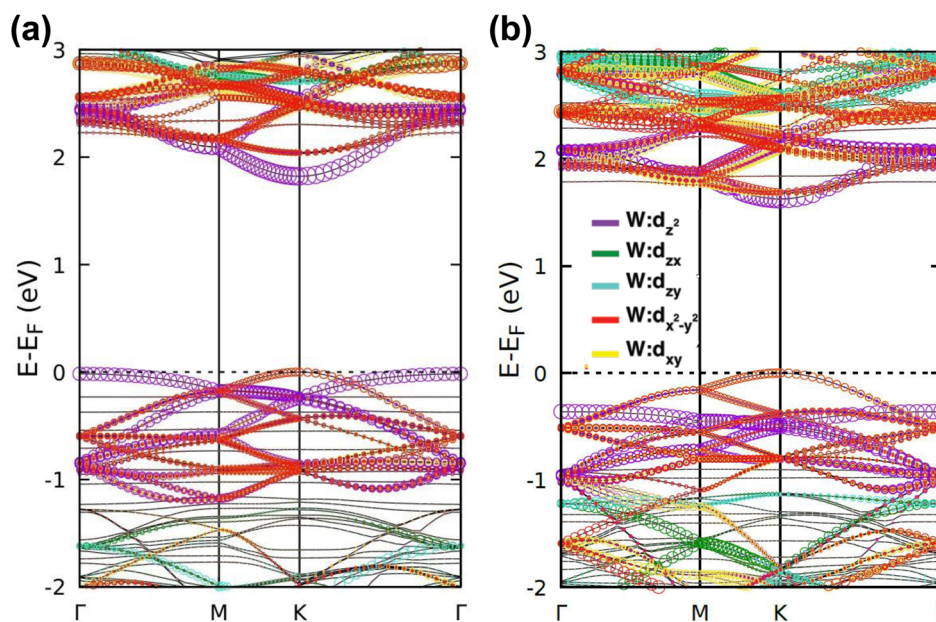 (a)
(b)
3
2
1
0
-1
-2
E-E_F (eV)
Γ
M
K
Γ
3
2
1
0
-1
-2
E-E_F (eV)
W:d_z²
W:d_zx
W:d_zy
W:d_x²-y²
W:d_xy
Γ
M
K